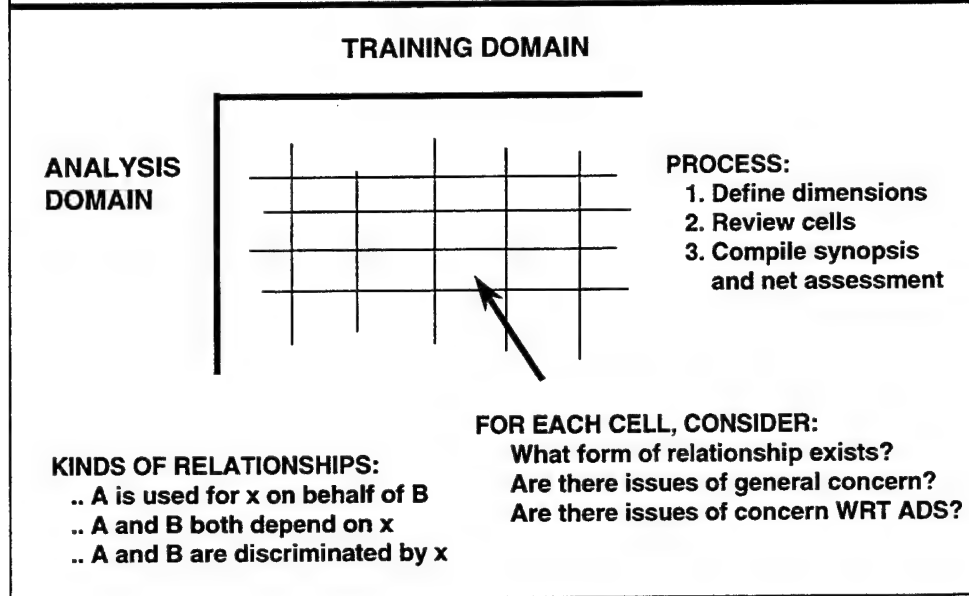 TRAINING DOMAIN
ANALYSIS
DOMAIN
PROCESS:
1. Define dimensions
2. Review cells
3. Compile synopsis
and net assessment
FOR EACH CELL, CONSIDER:
What form of relationship exists?
Are there issues of general concern?
Are there issues of concern WRT ADS?
KINDS OF RELATIONSHIPS:
.. A is used for x on behalf of B
.. A and B both depend on x
.. A and B are discriminated by x